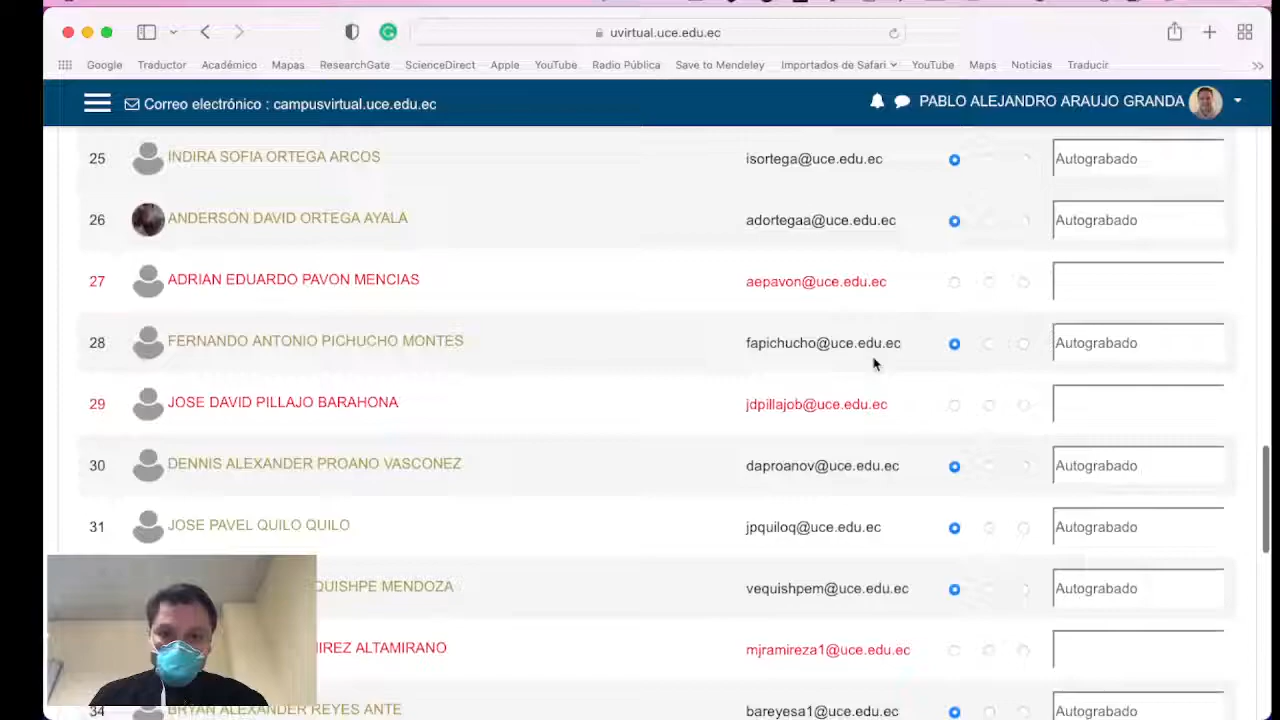 uvirtual.uce.edu.ec
Google Traductor Académico Mapas ResearchGate ScienceDirect Apple YouTube Radio Pública Save to Mendeley Importados de Safari YouTube Maps Noticias Traducir
Correo electrónico : campusvirtual.uce.edu.ec PABLO ALEJANDRO ARAUJO GRANDA
25 INDIRA SOFIA ORTEGA ARCOS isortega@uce.edu.ec Autograbado
26 ANDERSON DAVID ORTEGA AYALA adortegaa@uce.edu.ec Autograbado
27 ADRIAN EDUARDO PAVON MENCIAS aepavon@uce.edu.ec
28 FERNANDO ANTONIO PICHUCHO MONTES fapichucho@uce.edu.ec Autograbado
29 JOSE DAVID PILLAJO BARAHONA jdpillajob@uce.edu.ec
30 DENNIS ALEXANDER PROANO VASCONEZ daproanov@uce.edu.ec Autograbado
31 JOSE PAVEL QUILO QUILO jpquiloq@uce.edu.ec Autograbado
QUISHPE MENDOZA vequishpem@uce.edu.ec Autograbado
IREZ ALTAMIRANO mjramireza1@uce.edu.ec
34 BRYAN ALEXANDER REYES ANTE bareyesa1@uce.edu.ec Autograbado